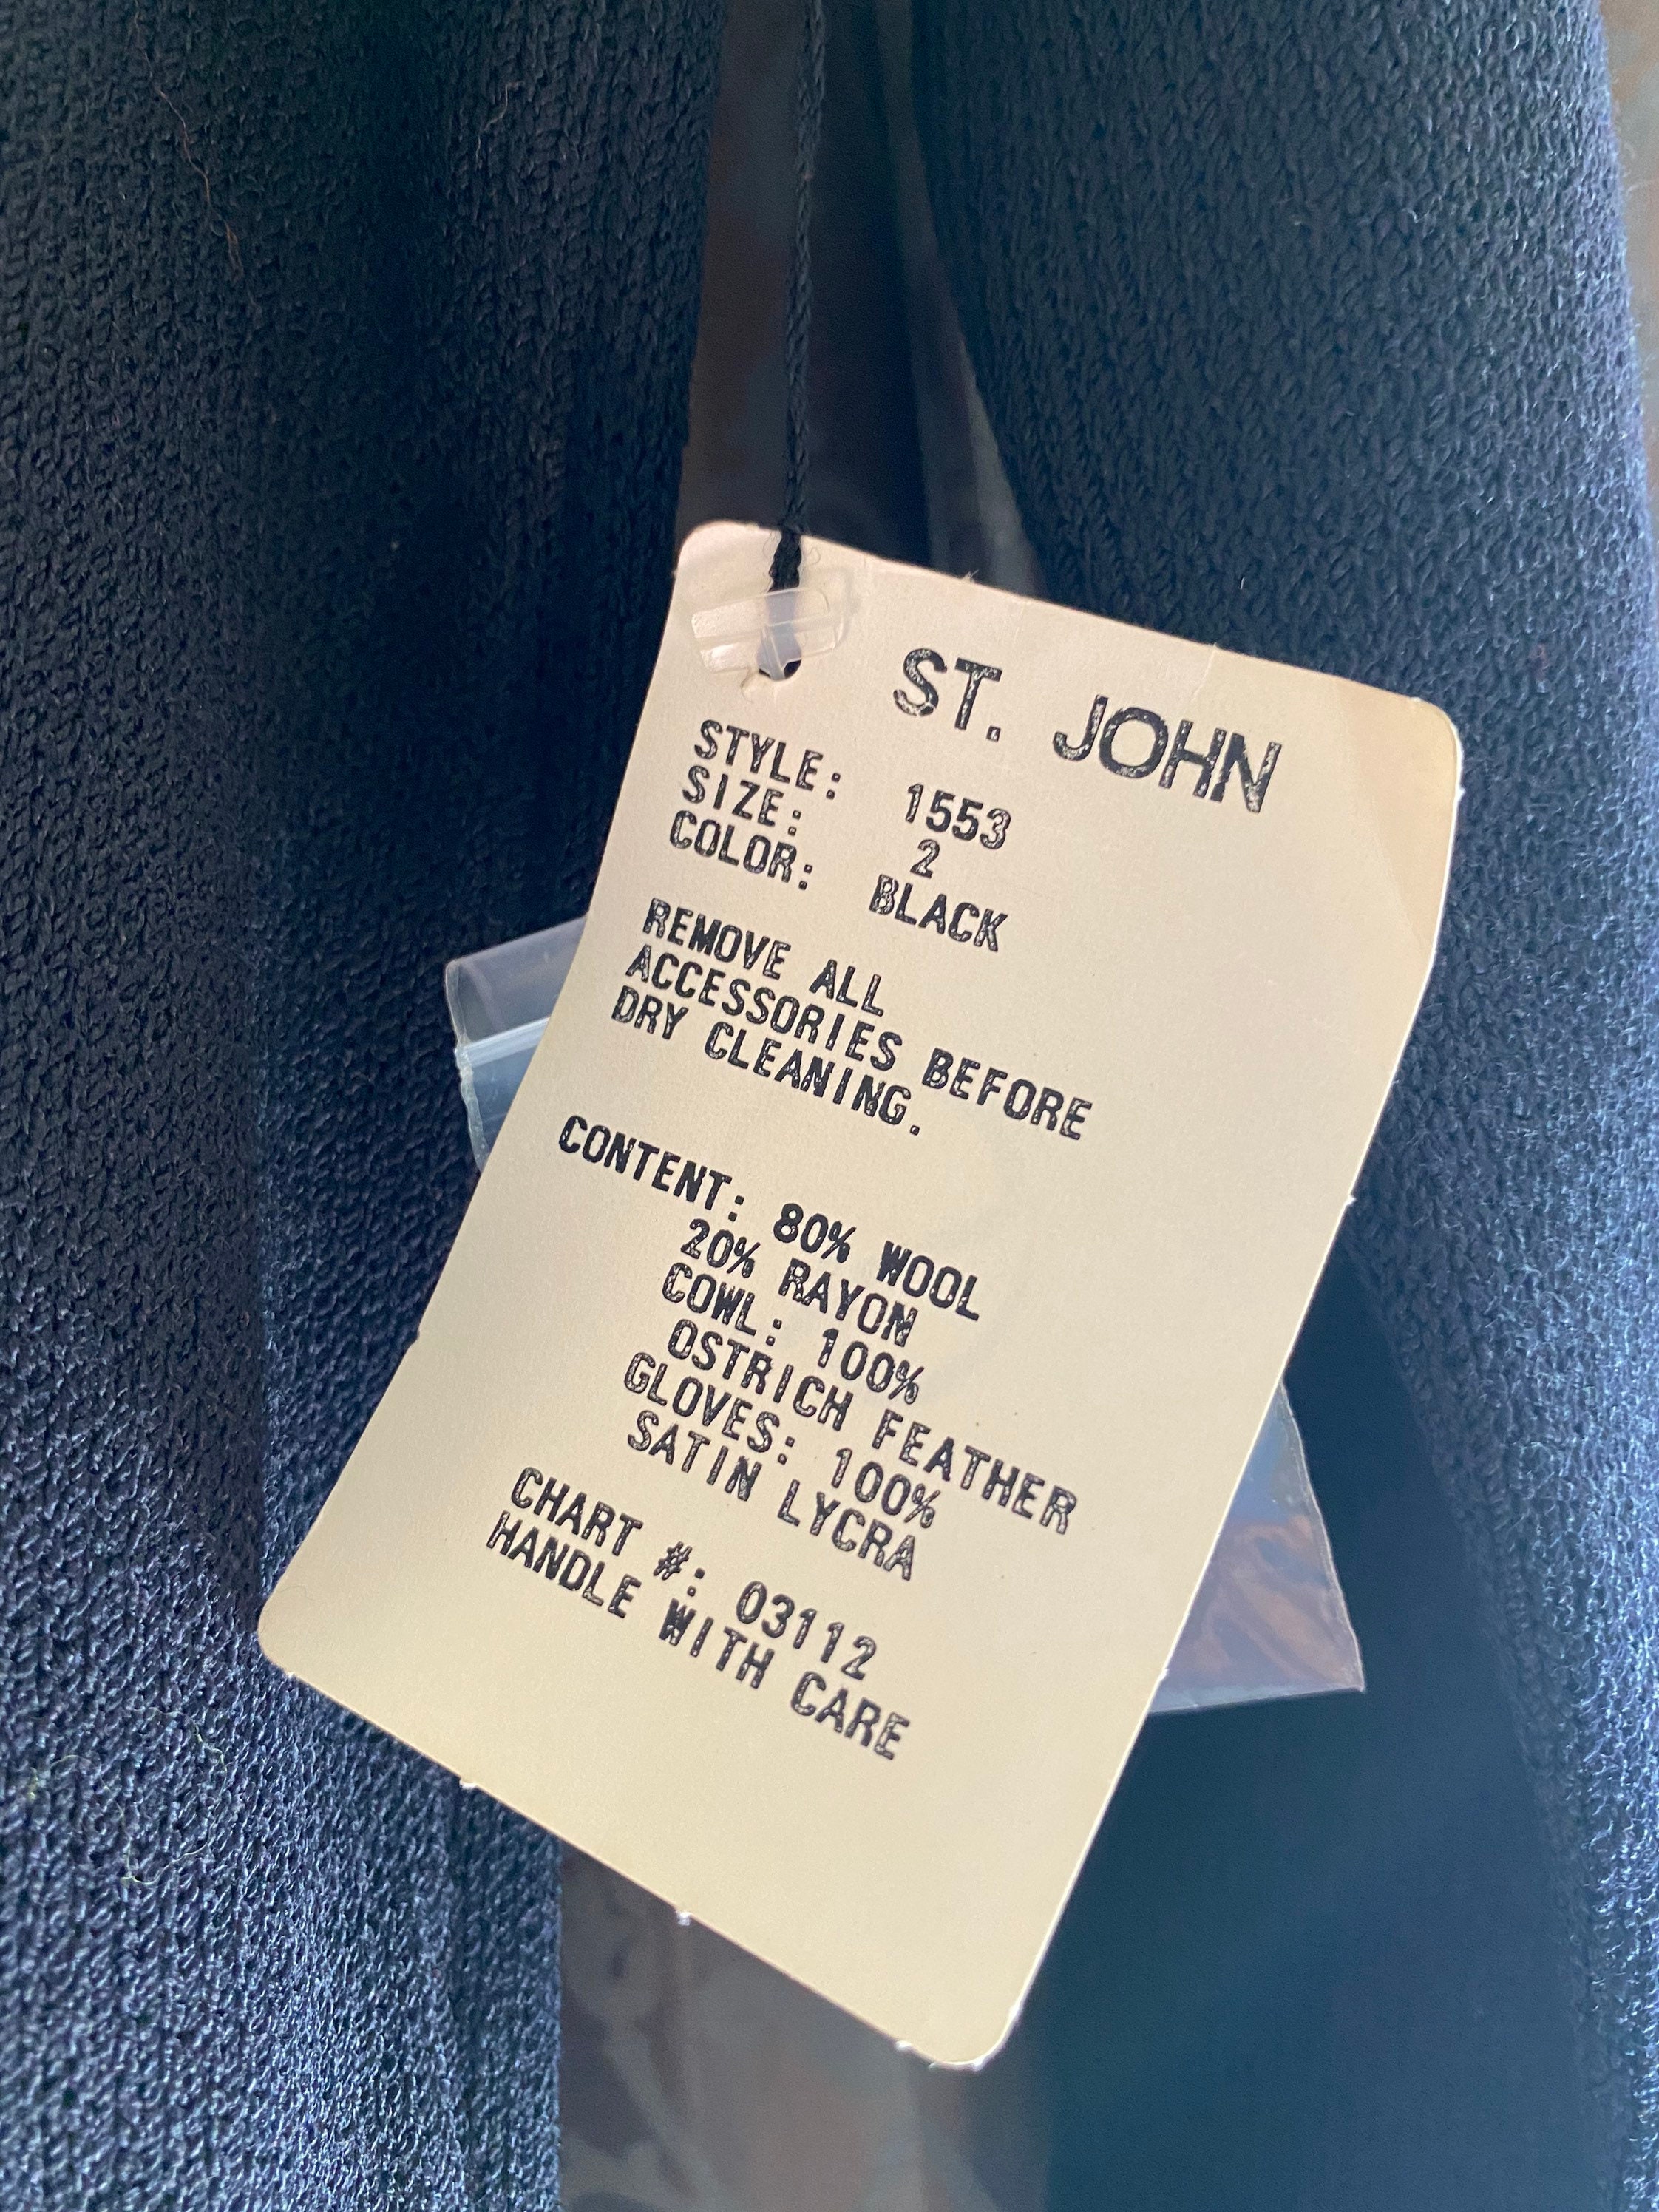 ST. JOHN
STYLE: 1553
SIZE: 2
COLOR: BLACK
REMOVE ALL
ACCESSORIES BEFORE
DRY CLEANING.
CONTENT: 80% WOOL
20% RAYON
COWL: 100%
OSTRICH FEATHER
GLOVES: 100%
SATIN LYCRA
CHART #: 03112
HANDLE WITH CARE